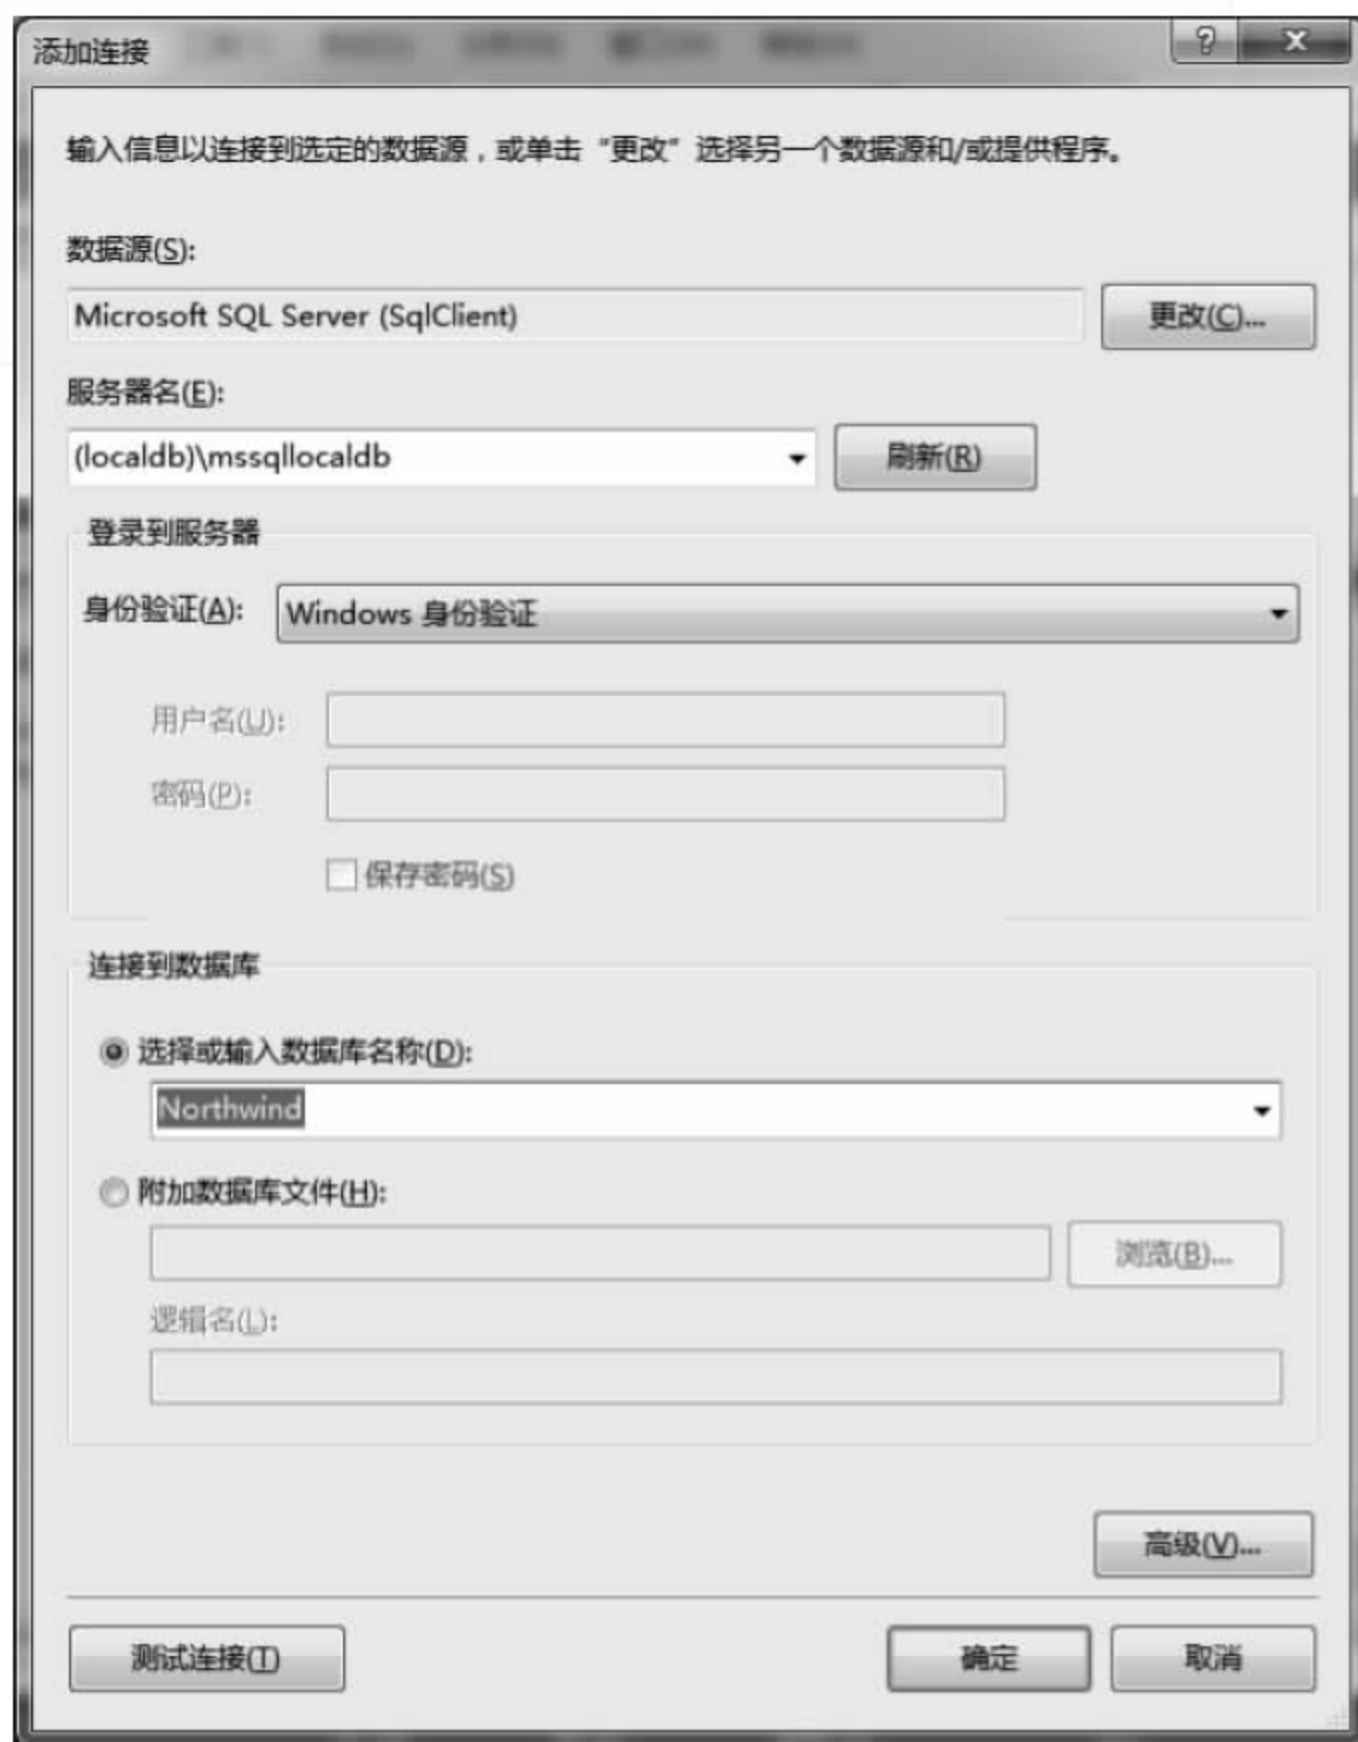 添加连接
输入信息以连接到选定的数据源，或单击“更改”选择另一个数据源和/或提供程序。
数据源(S):
Microsoft SQL Server (SqlClient)
更改(C)...
服务器名(E):
(localdb)\mssqllocaldb
刷新(R)
登录到服务器
身份验证(A):
Windows 身份验证
用户名(U):
密码(P):
保存密码(S)
连接到数据库
选择或输入数据库名称(D):
Northwind
附加数据库文件(H):
浏览(B)...
逻辑名(L):
高级(V)...
测试连接(T)
确定
取消